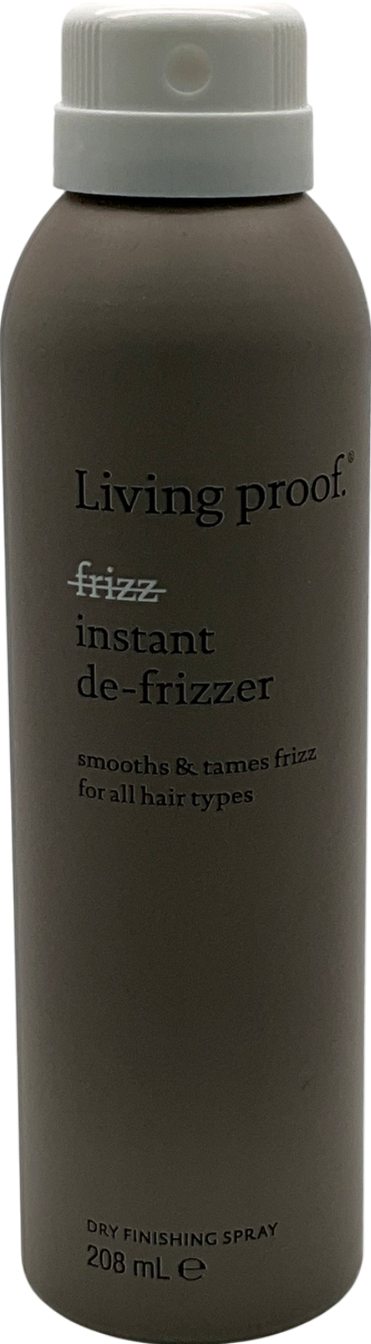 Living proof.®
frizz
instant
de-frizzer
smooths & tames frizz
for all hair types
DRY FINISHING SPRAY
208 mL ℮